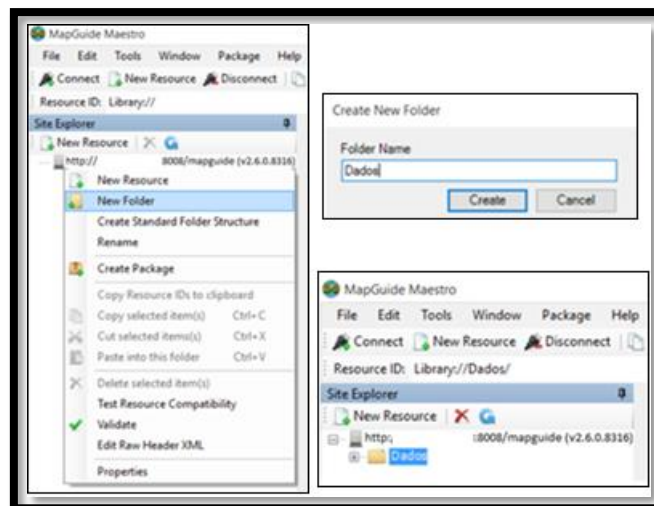 MapGuide Maestro
File Edit Tools Window Package Help
Connect New Resource Disconnect
Resource ID: Library://
Site Explorer
New Resource
http:// 8008/mapguide (v2.6.0.8316)
New Resource
New Folder
Create Standard Folder Structure
Rename
Create Package
Copy Resource IDs to clipboard
Copy selected item(s) Ctrl+C
Cut selected items(s) Ctrl+X
Paste into this folder Ctrl+V
Delete selected item(s)
Test Resource Compatibility
Validate
Edit Raw Header XML
Properties
Create New Folder
Folder Name
Dados
Create Cancel
MapGuide Maestro
File Edit Tools Window Package Help
Connect New Resource Disconnect
Resource ID: Library://Dados/
Site Explorer
New Resource
http: :8008/mapguide (v2.6.0.8316)
Dados